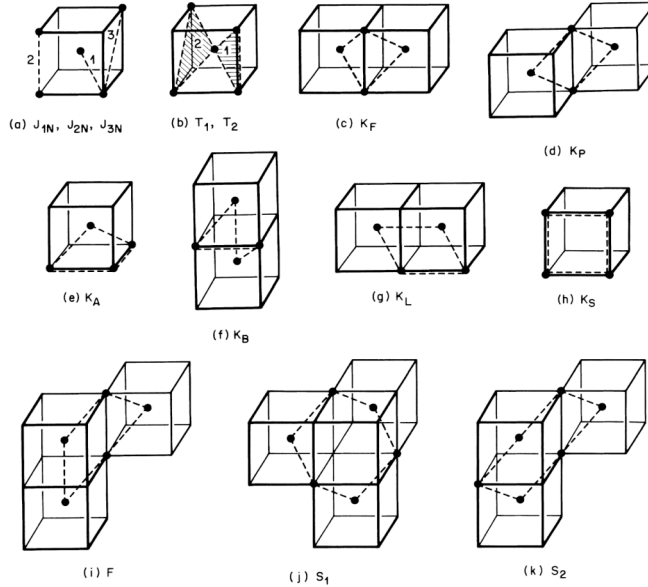 2
1
3
2
1
(a) J1N, J2N, J3N
(b) T1, T2
(c) KF
(d) KP
(e) KA
(f) KB
(g) KL
(h) KS
(i) F
(j) S1
(k) S2